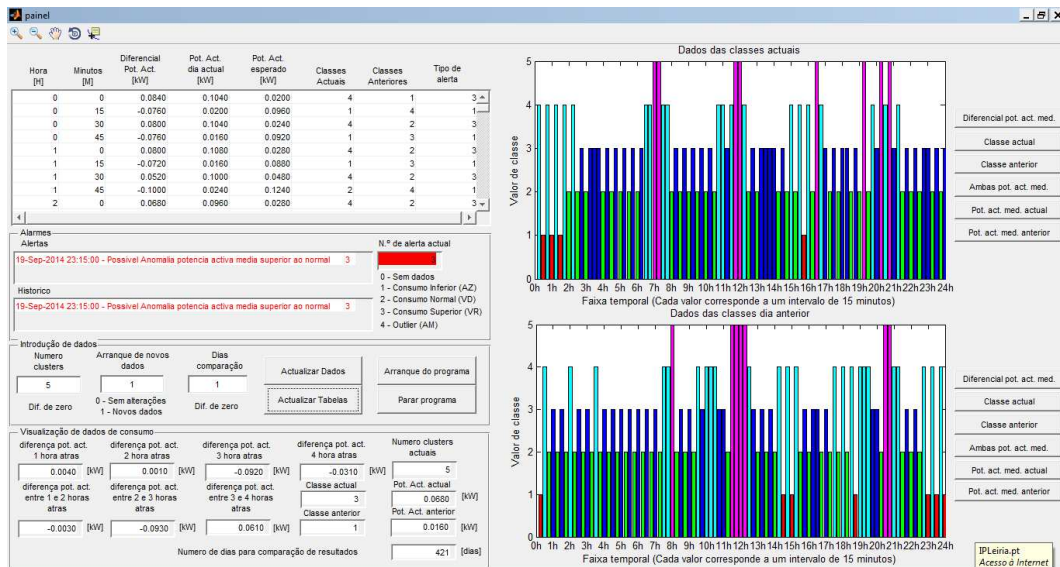 painel
Hora [H]
Minutos [M]
Diferencial Pot. Act. [kW]
Pot. Act. dia actual [kW]
Pot. Act. esperado [kW]
Classes Actuais
Classes Anteriores
Tipo de alerta
0 0 0.0840 0.1040 0.0200 4 1 3
0 15 -0.0760 0.0200 0.0960 1 4 1
0 30 0.0800 0.1040 0.0240 4 2 3
0 45 -0.0760 0.0160 0.0920 1 3 1
1 0 0.0800 0.1080 0.0280 4 2 3
1 15 -0.0720 0.0160 0.0880 1 3 1
1 30 0.0520 0.1000 0.0480 4 2 3
1 45 -0.1000 0.0240 0.1240 2 4 1
2 0 0.0680 0.0960 0.0280 4 2 3
Alarmes
Alertas
19-Sep-2014 23:15:00 - Possivel Anomalia potencia activa media superior ao normal 3
Historico
19-Sep-2014 23:15:00 - Possivel Anomalia potencia activa media superior ao normal 3
N.º de alerta actual
0 - Sem dados
1 - Consumo Inferior (AZ)
2 - Consumo Normal (VD)
3 - Consumo Superior (VR)
4 - Outlier (AM)
Introdução de dados
Numero clusters
5
Dif. de zero
Arranque de novos dados
1
0 - Sem alterações
1 - Novos dados
Dias comparação
1
Dif. de zero
Actualizar Dados
Actualizar Tabelas
Arranque do programa
Parar programa
Visualização de dados de consumo
diferença pot. act. 1 hora atras
0.0040 [kW]
diferença pot. act. 2 hora atras
0.0010 [kW]
diferença pot. act. 3 hora atras
-0.0920 [kW]
diferença pot. act. 4 hora atras
-0.0310 [kW]
Numero clusters actuais
5
diferença pot. act. entre 1 e 2 horas atras
-0.0030 [kW]
diferença pot. act. entre 2 e 3 horas atras
-0.0930 [kW]
diferença pot. act. entre 3 e 4 horas atras
0.0610 [kW]
Classe actual
3
Classe anterior
1
Pot. Act. actual
0.0680 [kW]
Pot. Act. anterior
0.0160 [kW]
Numero de dias para comparação de resultados
421 [dias]
Dados das classes actuais
Valor de classe
5
4
3
2
1
0
0h 1h 2h 3h 4h 5h 6h 7h 8h 9h 10h 11h 12h 13h 14h 15h 16h 17h 18h 19h 20h 21h 22h 23h 24h
Faixa temporal (Cada valor corresponde a um intervalo de 15 minutos)
Diferencial pot. act. med.
Classe actual
Classe anterior
Ambas pot. act. med.
Pot. act. med. actual
Pot. act. med. anterior
Dados das classes dia anterior
Valor de classe
5
4
3
2
1
0
0h 1h 2h 3h 4h 5h 6h 7h 8h 9h 10h 11h 12h 13h 14h 15h 16h 17h 18h 19h 20h 21h 22h 23h 24h
Faixa temporal (Cada valor corresponde a um intervalo de 15 minutos)
Diferencial pot. act. med.
Classe actual
Classe anterior
Ambas pot. act. med.
Pot. act. med. actual
Pot. act. med. anterior
IPLeiria.pt
Acesso à Internet